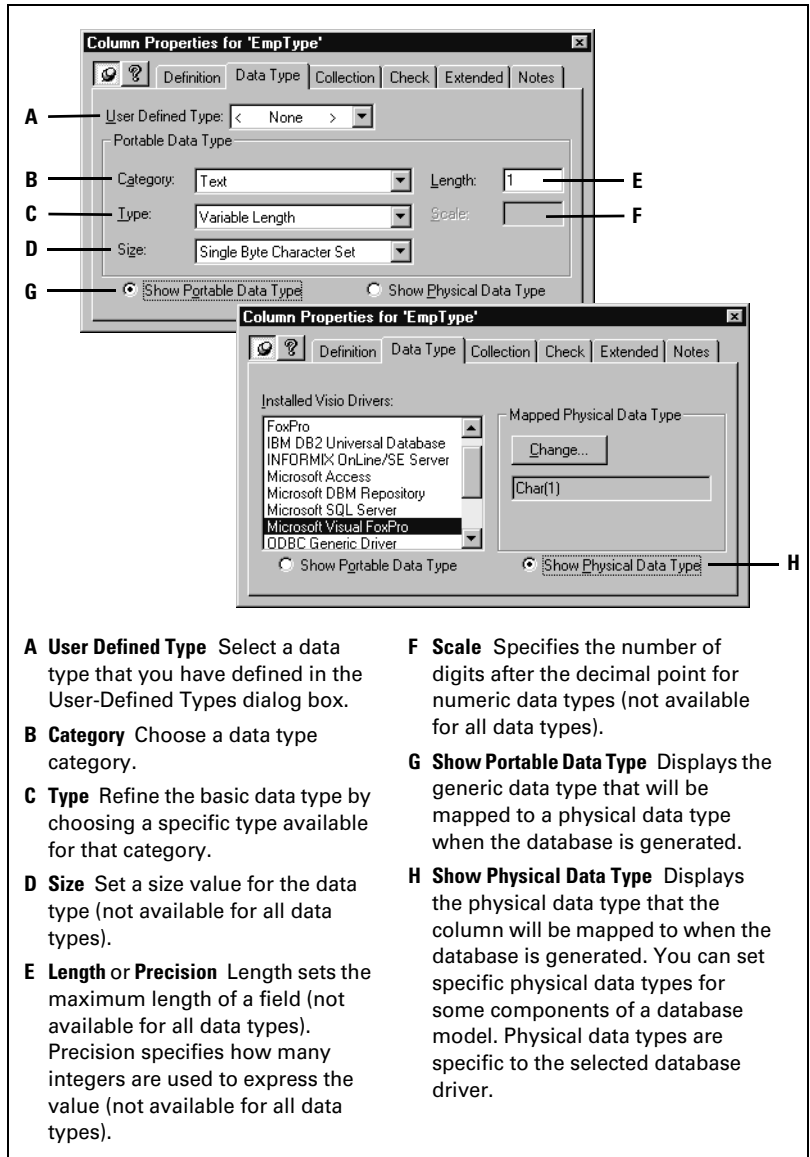 Column Properties for 'EmpType'
Definition Data Type Collection Check Extended Notes
A User Defined Type: < None >
Portable Data Type
B Category: Text Length: 1 E
C Type: Variable Length Scale: F
D Size: Single Byte Character Set
G Show Portable Data Type Show Physical Data Type
Column Properties for 'EmpType'
Definition Data Type Collection Check Extended Notes
Installed Visio Drivers:
FoxPro
IBM DB2 Universal Database
INFORMIX OnLine/SE Server
Microsoft Access
Microsoft DBM Repository
Microsoft SQL Server
Microsoft Visual FoxPro
ODBC Generic Driver
Mapped Physical Data Type
Change...
Char(1)
Show Portable Data Type Show Physical Data Type H
A User Defined Type Select a data
type that you have defined in the
User-Defined Types dialog box.
B Category Choose a data type
category.
C Type Refine the basic data type by
choosing a specific type available
for that category.
D Size Set a size value for the data
type (not available for all data
types).
E Length or Precision Length sets the
maximum length of a field (not
available for all data types).
Precision specifies how many
integers are used to express the
value (not available for all data
types).
F Scale Specifies the number of
digits after the decimal point for
numeric data types (not available
for all data types).
G Show Portable Data Type Displays the
generic data type that will be
mapped to a physical data type
when the database is generated.
H Show Physical Data Type Displays
the physical data type that the
column will be mapped to when the
database is generated. You can set
specific physical data types for
some components of a database
model. Physical data types are
specific to the selected database
driver.